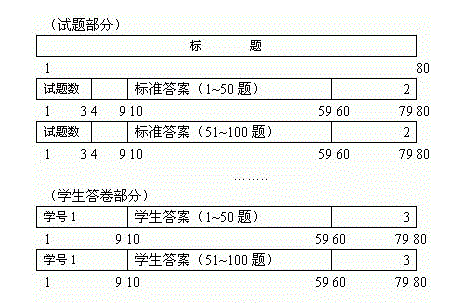 （试题部分）
标 题
1 80
试题数 标准答案（1~50 题） 2
1 3 4 9 10 59 60 79 80
试题数 标准答案（51~100 题） 2
1 3 4 9 10 59 60 79 80
……..
（学生答卷部分）
学号 1 学生答案（1~50 题） 3
1 9 10 59 60 79 80
学号 1 学生答案（51~100 题） 3
1 9 10 59 60 79 80